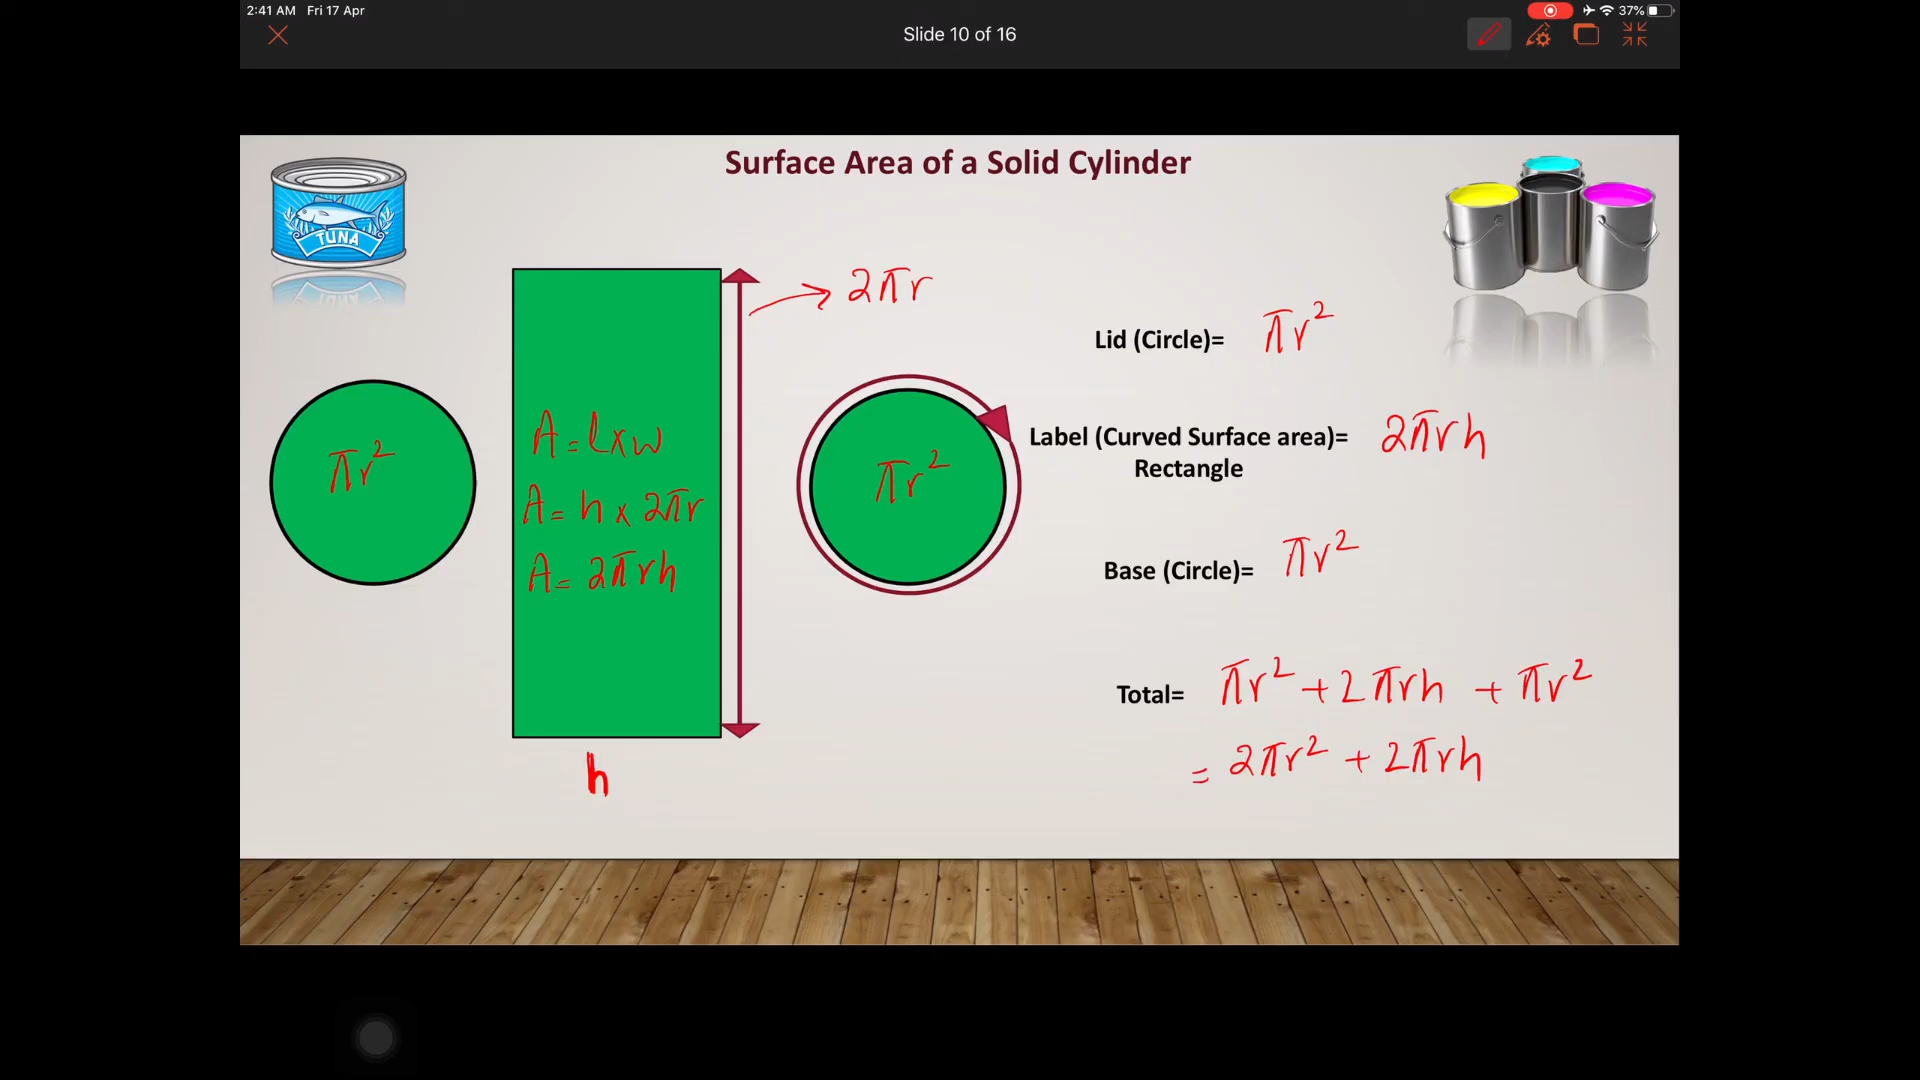 2:41 AM Fri 17 Apr
37%
Slide 10 of 16
Surface Area of a Solid Cylinder
TUNA
2πr
Lid (Circle)= πr²
πr²
A = l x w
A = h x 2πr
A = 2πrh
πr²
Label (Curved Surface area)= 2πrh
Rectangle
Base (Circle)= πr²
Total= πr² + 2πrh + πr²
= 2πr² + 2πrh
h